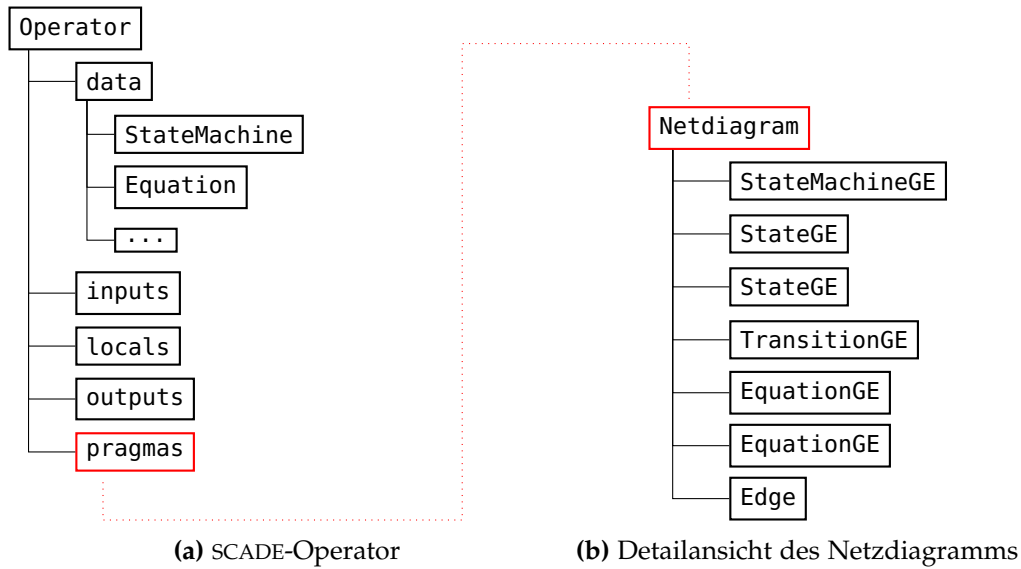 Operator
data
StateMachine
Equation
...
inputs
locals
outputs
pragmas
(a) SCADE-Operator
Netdiagram
StateMachineGE
StateGE
StateGE
TransitionGE
EquationGE
EquationGE
Edge
(b) Detailansicht des Netzdiagramms